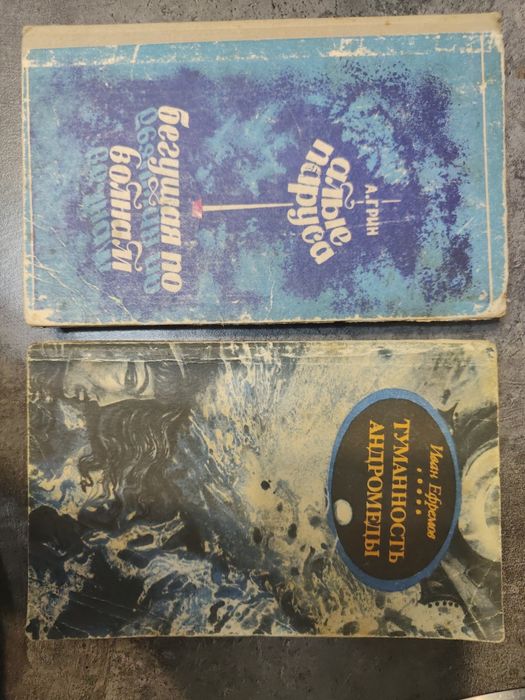 А. ГРИН
алые
паруса
бегущая по
волнам
Иван Ефремов
ТУМАННОСТЬ
АНДРОМЕДЫ